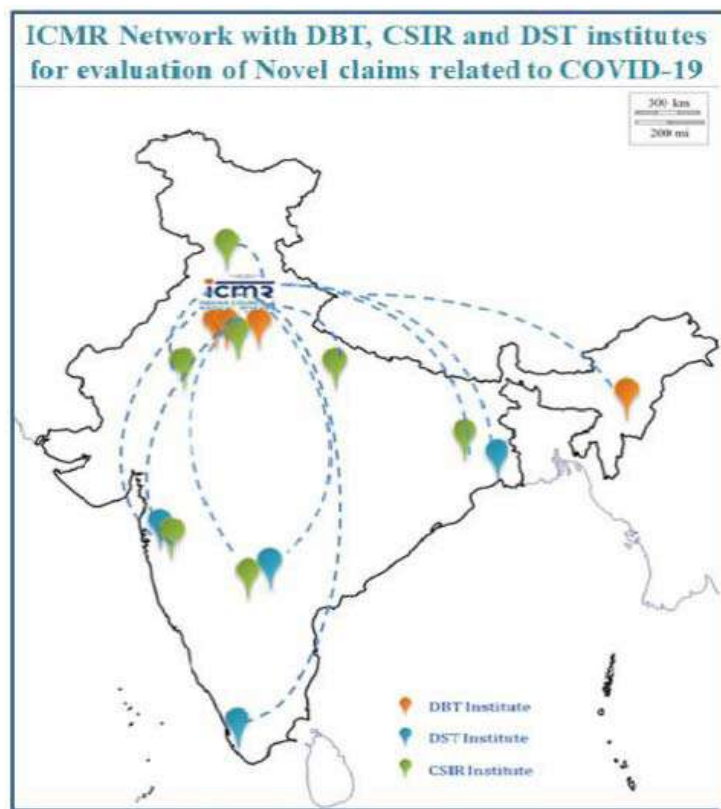 ICMR Network with DBT, CSIR and DST institutes
for evaluation of Novel claims related to COVID-19
300 km
200 mi
icmr
DBT Institute
DST Institute
CSIR Institute